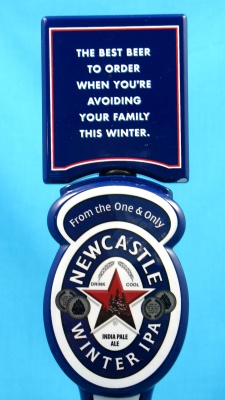 THE BEST BEER
TO ORDER
WHEN YOU'RE
AVOIDING
YOUR FAMILY
THIS WINTER.
From the One & Only
NEWCASTLE
DRINK COOL
INDIA PALE
ALE
WINTER IPA